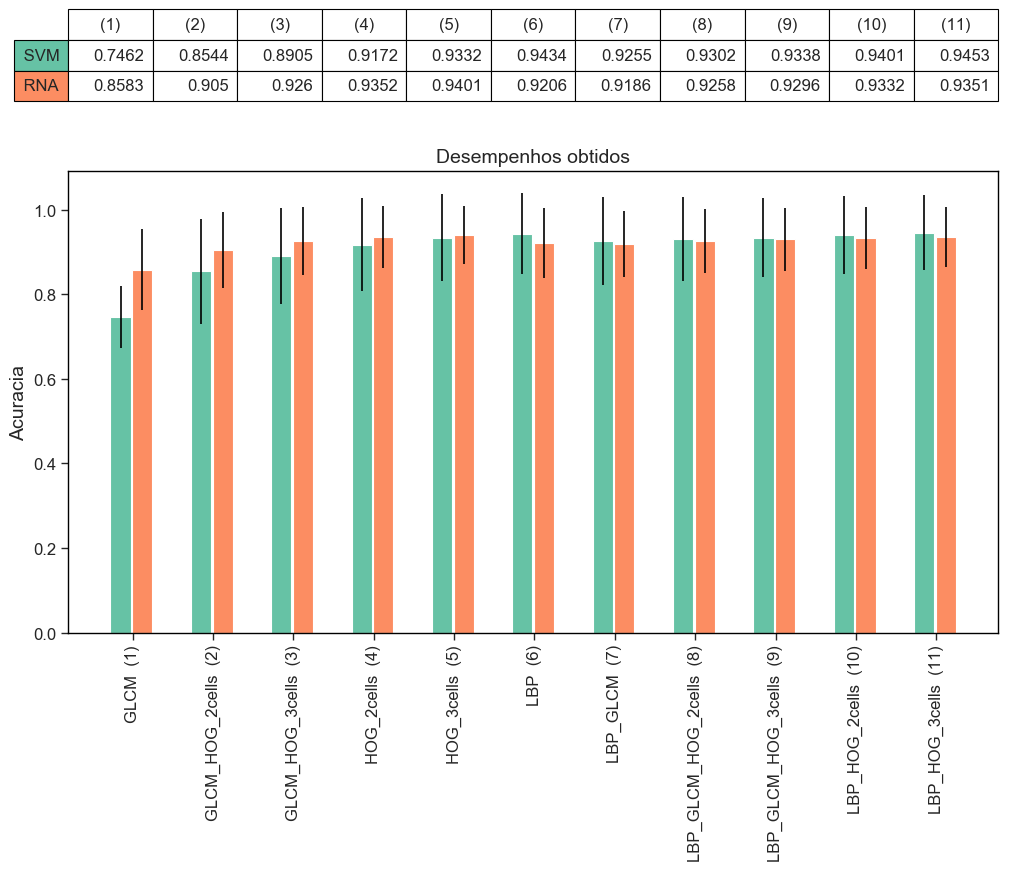 (1) (2) (3) (4) (5) (6) (7) (8) (9) (10) (11)
SVM 0.7462 0.8544 0.8905 0.9172 0.9332 0.9434 0.9255 0.9302 0.9338 0.9401 0.9453
RNA 0.8583 0.905 0.926 0.9352 0.9401 0.9206 0.9186 0.9258 0.9296 0.9332 0.9351
Desempenhos obtidos
Acuracia
1.0
0.8
0.6
0.4
0.2
0.0
GLCM (1)
GLCM_HOG_2cells (2)
GLCM_HOG_3cells (3)
HOG_2cells (4)
HOG_3cells (5)
LBP (6)
LBP_GLCM (7)
LBP_GLCM_HOG_2cells (8)
LBP_GLCM_HOG_3cells (9)
LBP_HOG_2cells (10)
LBP_HOG_3cells (11)